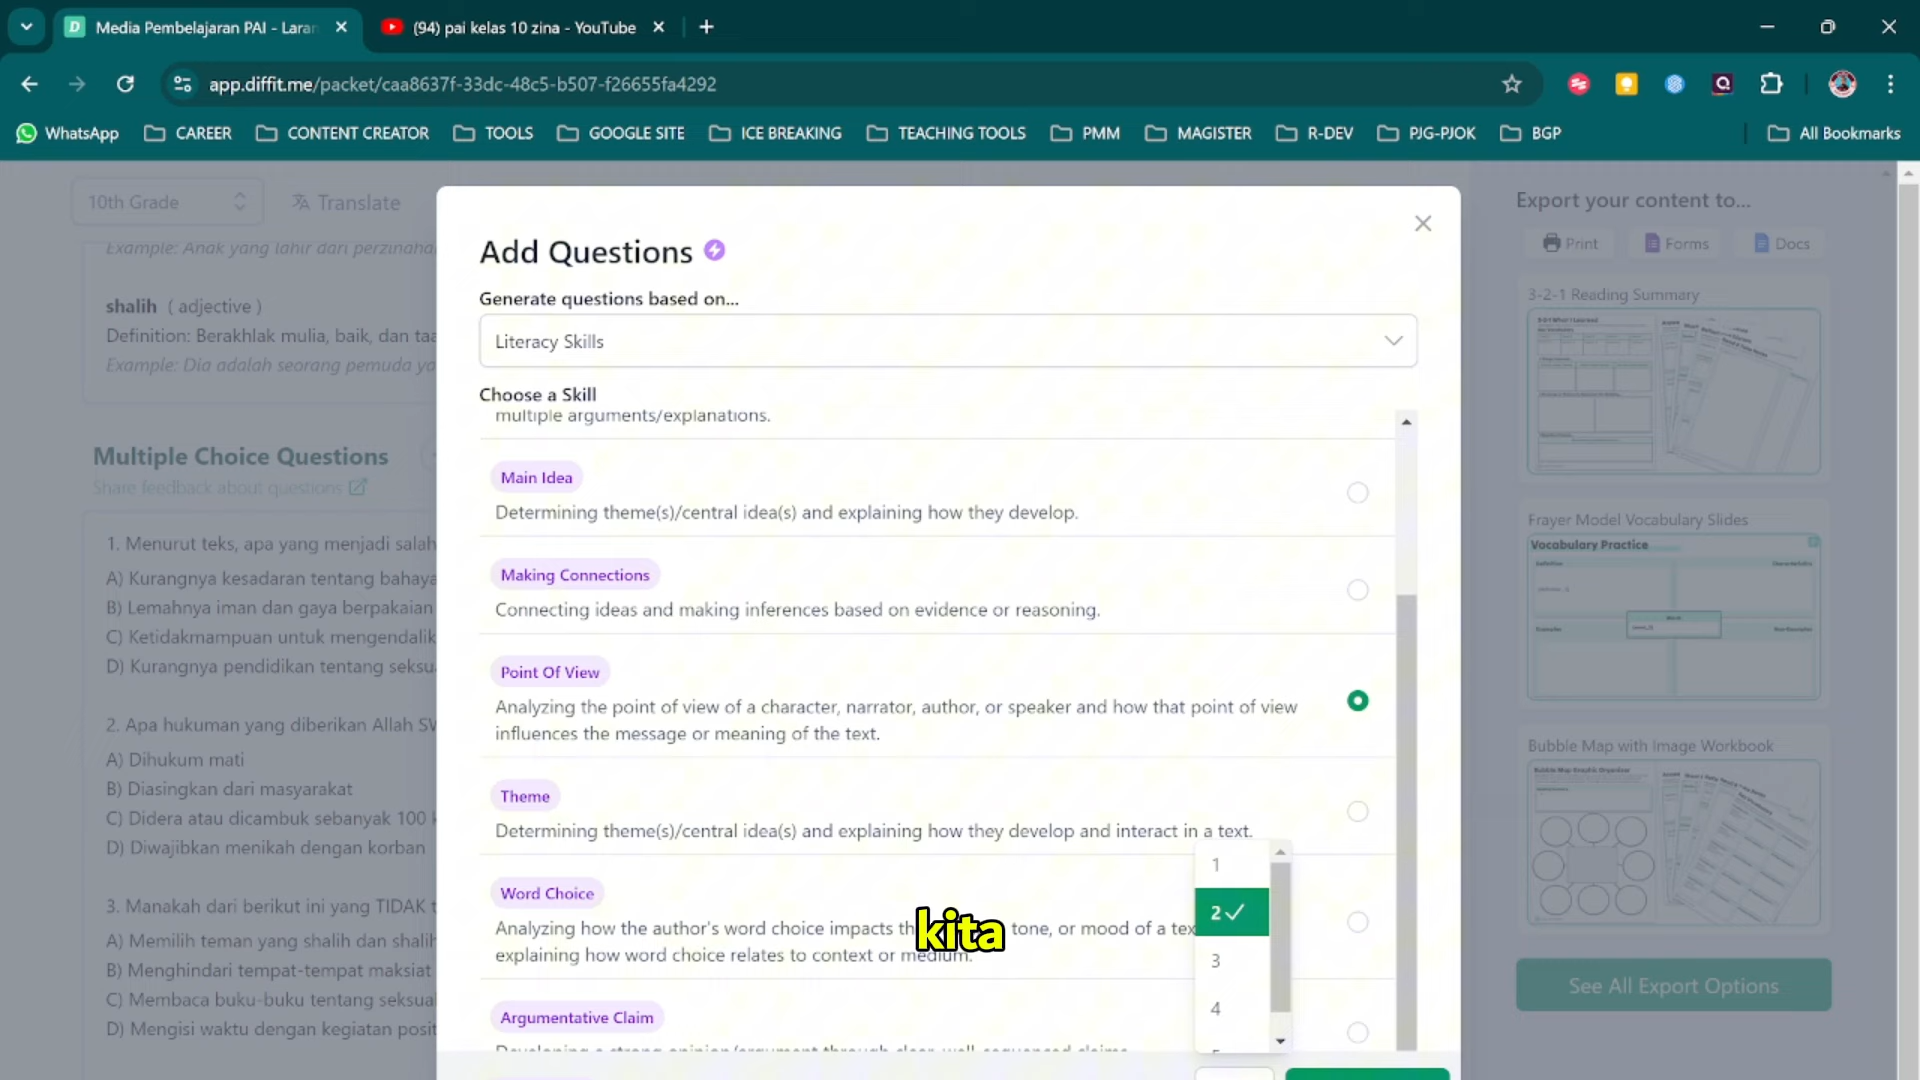 Media Pembelajaran PAI - Laran
(94) pai kelas 10 zina - YouTube
app.diffit.me/packet/caa8637f-33dc-48c5-b507-f26655fa4292
WhatsApp
CAREER
CONTENT CREATOR
TOOLS
GOOGLE SITE
ICE BREAKING
TEACHING TOOLS
PMM
MAGISTER
R-DEV
PJG-PJOK
BGP
All Bookmarks
10th Grade
Translate
Example: Anak yang lahir dari perzinahan
shalih ( adjective )
Definition: Berakhlak mulia, baik, dan taa
Example: Dia adalah seorang pemuda ya
Multiple Choice Questions
Share feedback about questions
1. Menurut teks, apa yang menjadi salah
A) Kurangnya kesadaran tentang bahaya
B) Lemahnya iman dan gaya berpakaian
C) Ketidakmampuan untuk mengendalik
D) Kurangnya pendidikan tentang seksu
2. Apa hukuman yang diberikan Allah SW
A) Dihukum mati
B) Diasingkan dari masyarakat
C) Didera atau dicambuk sebanyak 100 k
D) Diwajibkan menikah dengan korban
3. Manakah dari berikut ini yang TIDAK t
A) Memilih teman yang shalih dan shalih
B) Menghindari tempat-tempat maksiat
C) Membaca buku-buku tentang seksua
D) Mengisi waktu dengan kegiatan posit
Add Questions
Generate questions based on...
Literacy Skills
Choose a Skill
multiple arguments/explanations.
Main Idea
Determining theme(s)/central idea(s) and explaining how they develop.
Making Connections
Connecting ideas and making inferences based on evidence or reasoning.
Point Of View
Analyzing the point of view of a character, narrator, author, or speaker and how that point of view
influences the message or meaning of the text.
Theme
Determining theme(s)/central idea(s) and explaining how they develop and interact in a text.
Word Choice
Analyzing how the author's word choice impacts th tone, or mood of a tex
explaining how word choice relates to context or medium.
Argumentative Claim
Developing a strong opinion/argument through clear, well-sequenced claims.
1
2
3
4
5
kita
Export your content to...
Print
Forms
Docs
3-2-1 Reading Summary
Frayer Model Vocabulary Slides
Vocabulary Practice
Bubble Map with Image Workbook
See All Export Options